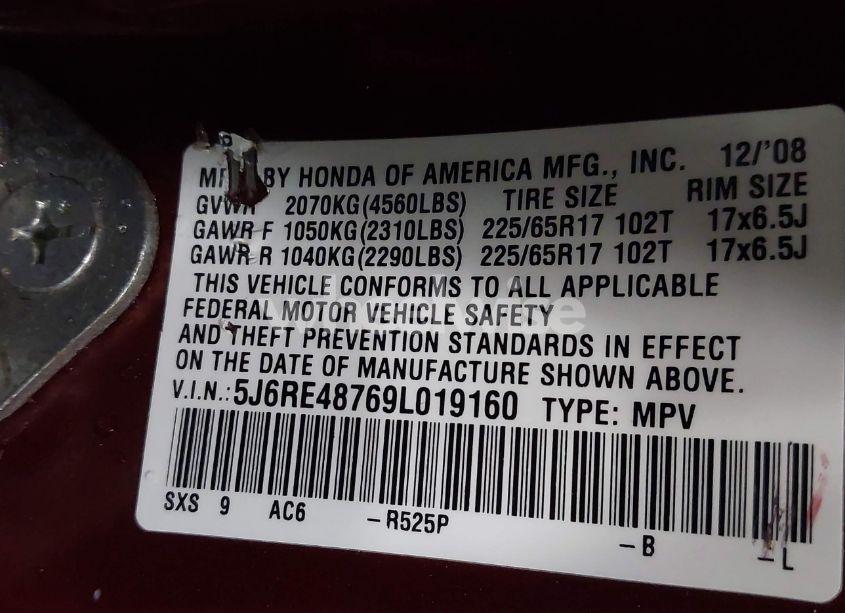 BY HONDA OF AMERICA MFG., INC. 12/'08
GVWR 2070KG(4560LBS) TIRE SIZE RIM SIZE
GAWR F 1050KG(2310LBS) 225/65R17 102T 17x6.5J
GAWR R 1040KG(2290LBS) 225/65R17 102T 17x6.5J
THIS VEHICLE CONFORMS TO ALL APPLICABLE
FEDERAL MOTOR VEHICLE SAFETY
AND THEFT PREVENTION STANDARDS IN EFFECT
ON THE DATE OF MANUFACTURE SHOWN ABOVE.
V.I.N.: 5J6RE48769L019160 TYPE: MPV
SXS 9 AC6 -R525P -B -L